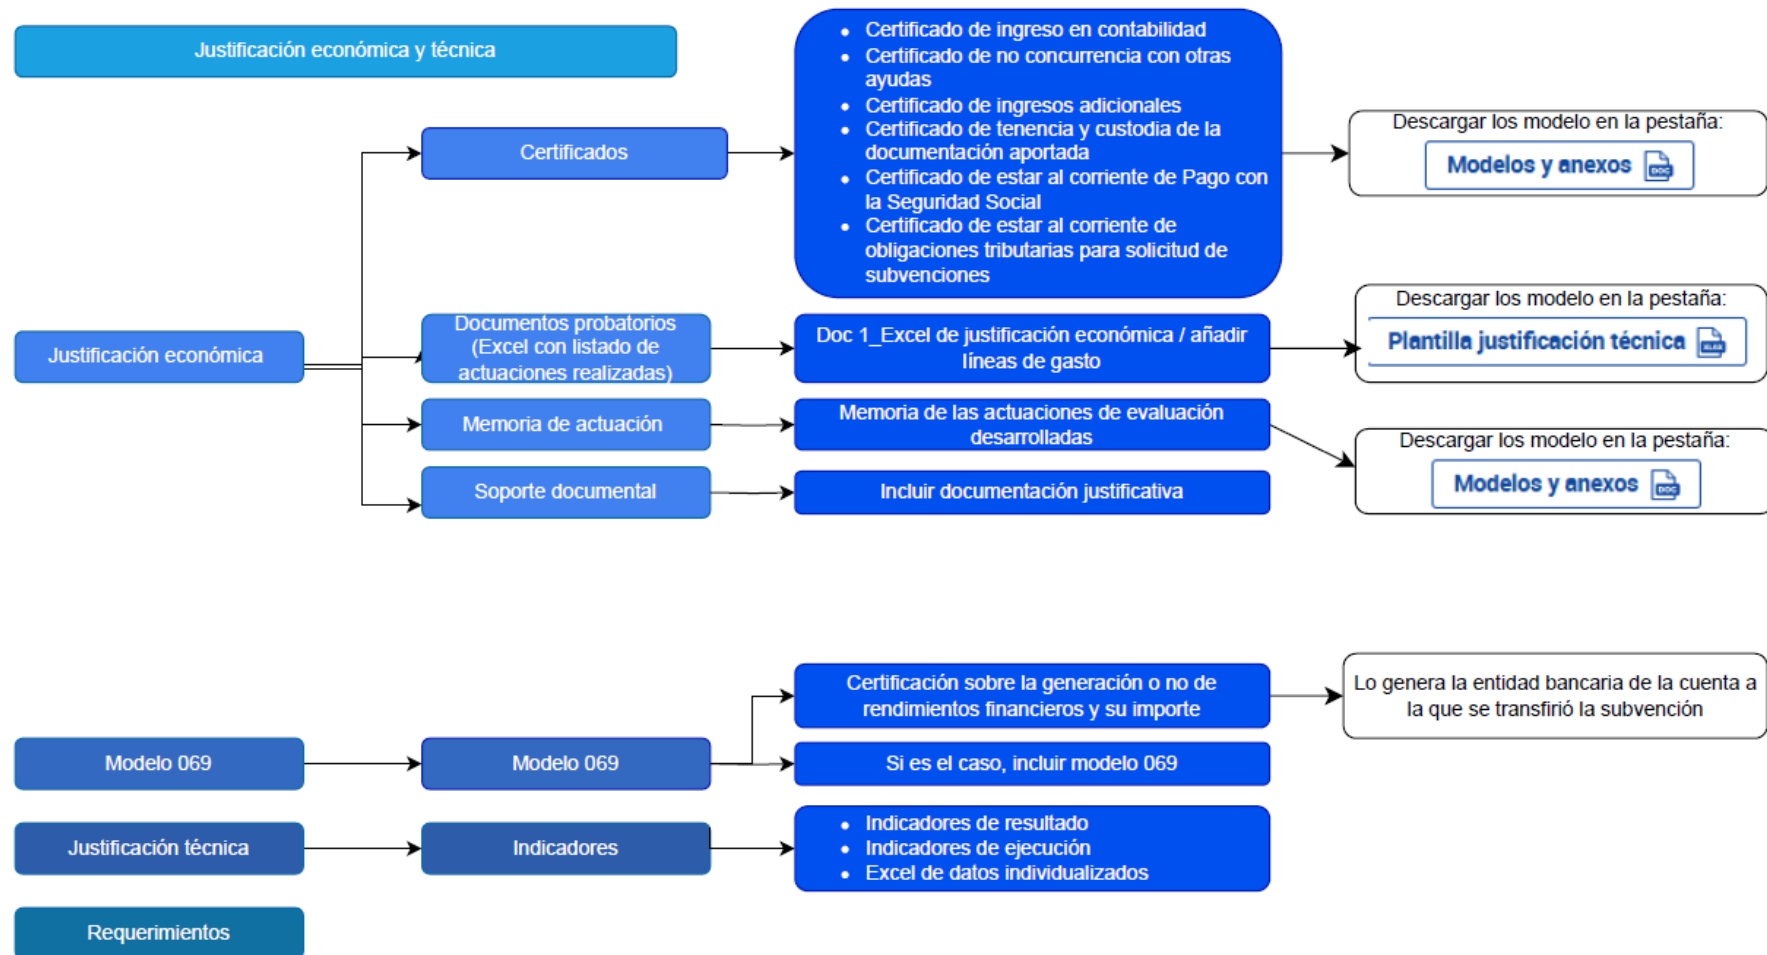 Justificación económica y técnica
• Certificado de ingreso en contabilidad
• Certificado de no concurrencia con otras
ayudas
• Certificado de ingresos adicionales
• Certificado de tenencia y custodia de la
documentación aportada
• Certificado de estar al corriente de Pago con
la Seguridad Social
• Certificado de estar al corriente de
obligaciones tributarias para solicitud de
subvenciones
Certificados
Descargar los modelo en la pestaña:
Modelos y anexos
DOC
Justificación económica
Documentos probatorios
(Excel con listado de
actuaciones realizadas)
Doc 1_Excel de justificación económica / añadir
líneas de gasto
Descargar los modelo en la pestaña:
Plantilla justificación técnica
XLSX
Memoria de actuación
Memoria de las actuaciones de evaluación
desarrolladas
Descargar los modelo en la pestaña:
Modelos y anexos
DOC
Soporte documental
Incluir documentación justificativa
Certificación sobre la generación o no de
rendimientos financieros y su importe
Lo genera la entidad bancaria de la cuenta a
la que se transfirió la subvención
Modelo 069
Modelo 069
Si es el caso, incluir modelo 069
Justificación técnica
Indicadores
• Indicadores de resultado
• Indicadores de ejecución
• Excel de datos individualizados
Requerimientos